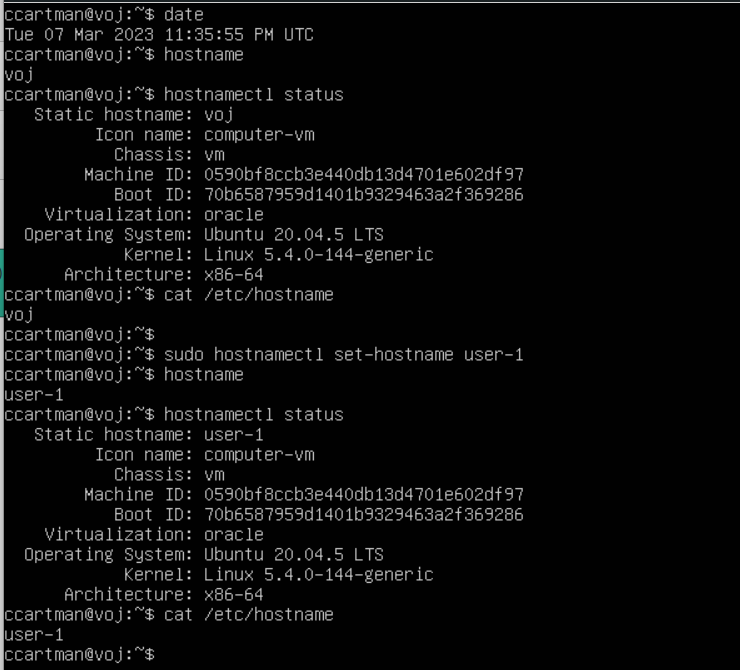 ccartman@voj:~$ date
Tue 07 Mar 2023 11:35:55 PM UTC
ccartman@voj:~$ hostname
voj
ccartman@voj:~$ hostnamectl status
   Static hostname: voj
         Icon name: computer-vm
           Chassis: vm
        Machine ID: 0590bf8ccb3e440db13d4701e602df97
           Boot ID: 70b6587959d1401b9329463a2f369286
    Virtualization: oracle
  Operating System: Ubuntu 20.04.5 LTS
            Kernel: Linux 5.4.0-144-generic
      Architecture: x86-64
ccartman@voj:~$ cat /etc/hostname
voj
ccartman@voj:~$
ccartman@voj:~$ sudo hostnamectl set-hostname user-1
ccartman@voj:~$ hostname
user-1
ccartman@voj:~$ hostnamectl status
   Static hostname: user-1
         Icon name: computer-vm
           Chassis: vm
        Machine ID: 0590bf8ccb3e440db13d4701e602df97
           Boot ID: 70b6587959d1401b9329463a2f369286
    Virtualization: oracle
  Operating System: Ubuntu 20.04.5 LTS
            Kernel: Linux 5.4.0-144-generic
      Architecture: x86-64
ccartman@voj:~$ cat /etc/hostname
user-1
ccartman@voj:~$